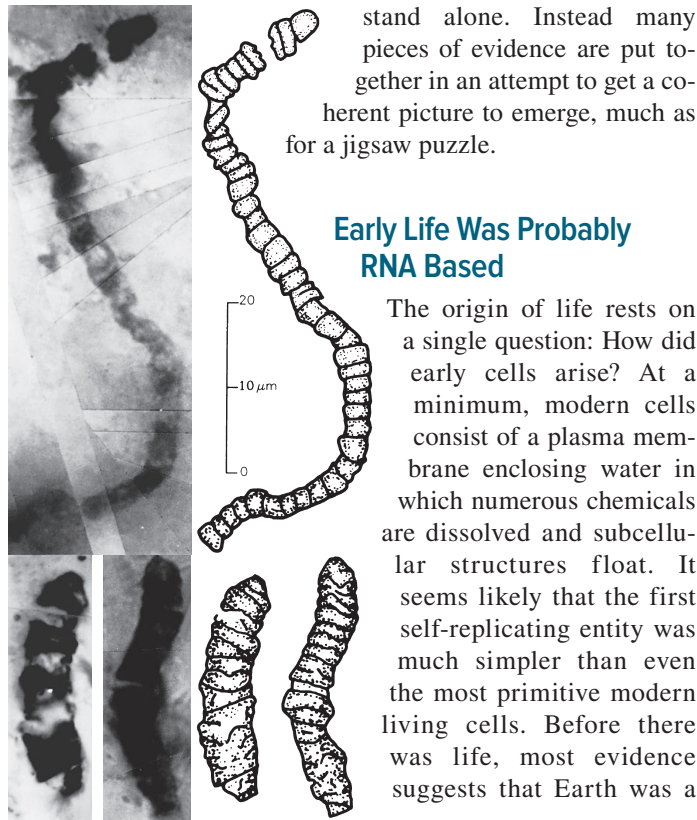 stand alone. Instead many
pieces of evidence are put to-
gether in an attempt to get a co-
herent picture to emerge, much as
for a jigsaw puzzle.
Early Life Was Probably
RNA Based
The origin of life rests on
a single question: How did
early cells arise? At a
minimum, modern cells
consist of a plasma mem-
brane enclosing water in
which numerous chemicals
are dissolved and subcellu-
lar structures float. It
seems likely that the first
self-replicating entity was
much simpler than even
the most primitive modern
living cells. Before there
was life, most evidence
suggests that Earth was a
20
10 μm
0